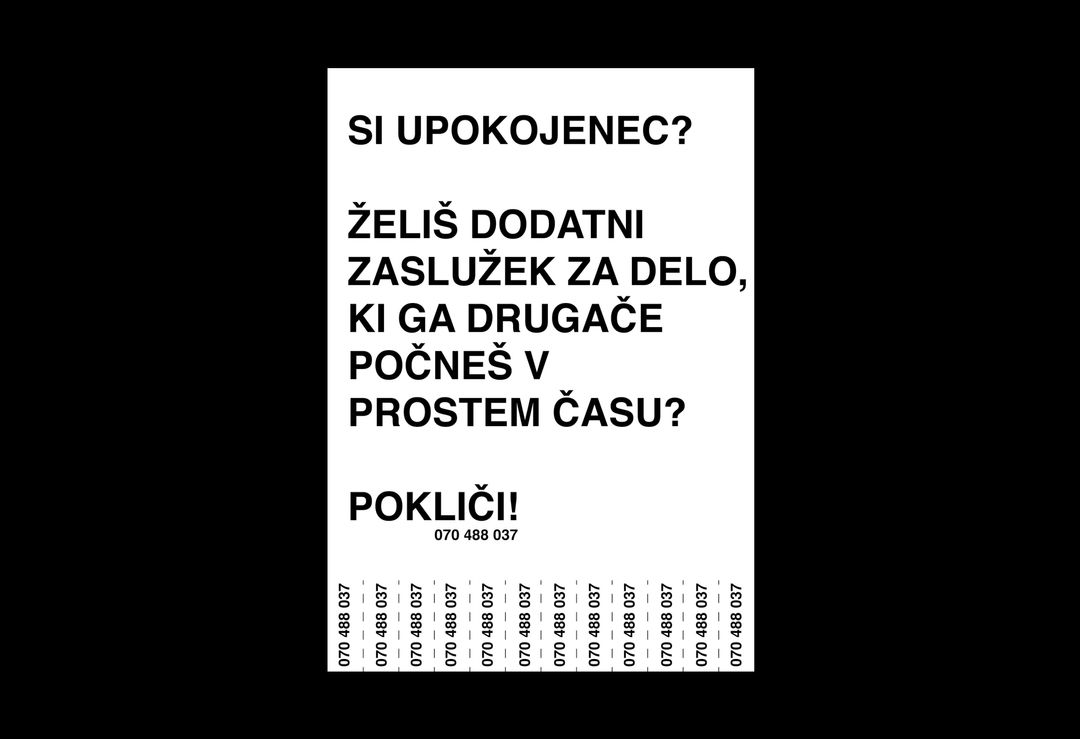 SI UPOKOJENEC?
ŽELIŠ DODATNI
ZASLUŽEK ZA DELO,
KI GA DRUGAČE
POČNEŠ V
PROSTEM ČASU?
POKLIČI!
070 488 037
070 488 037
070 488 037
070 488 037
070 488 037
070 488 037
070 488 037
070 488 037
070 488 037
070 488 037
070 488 037
070 488 037
070 488 037